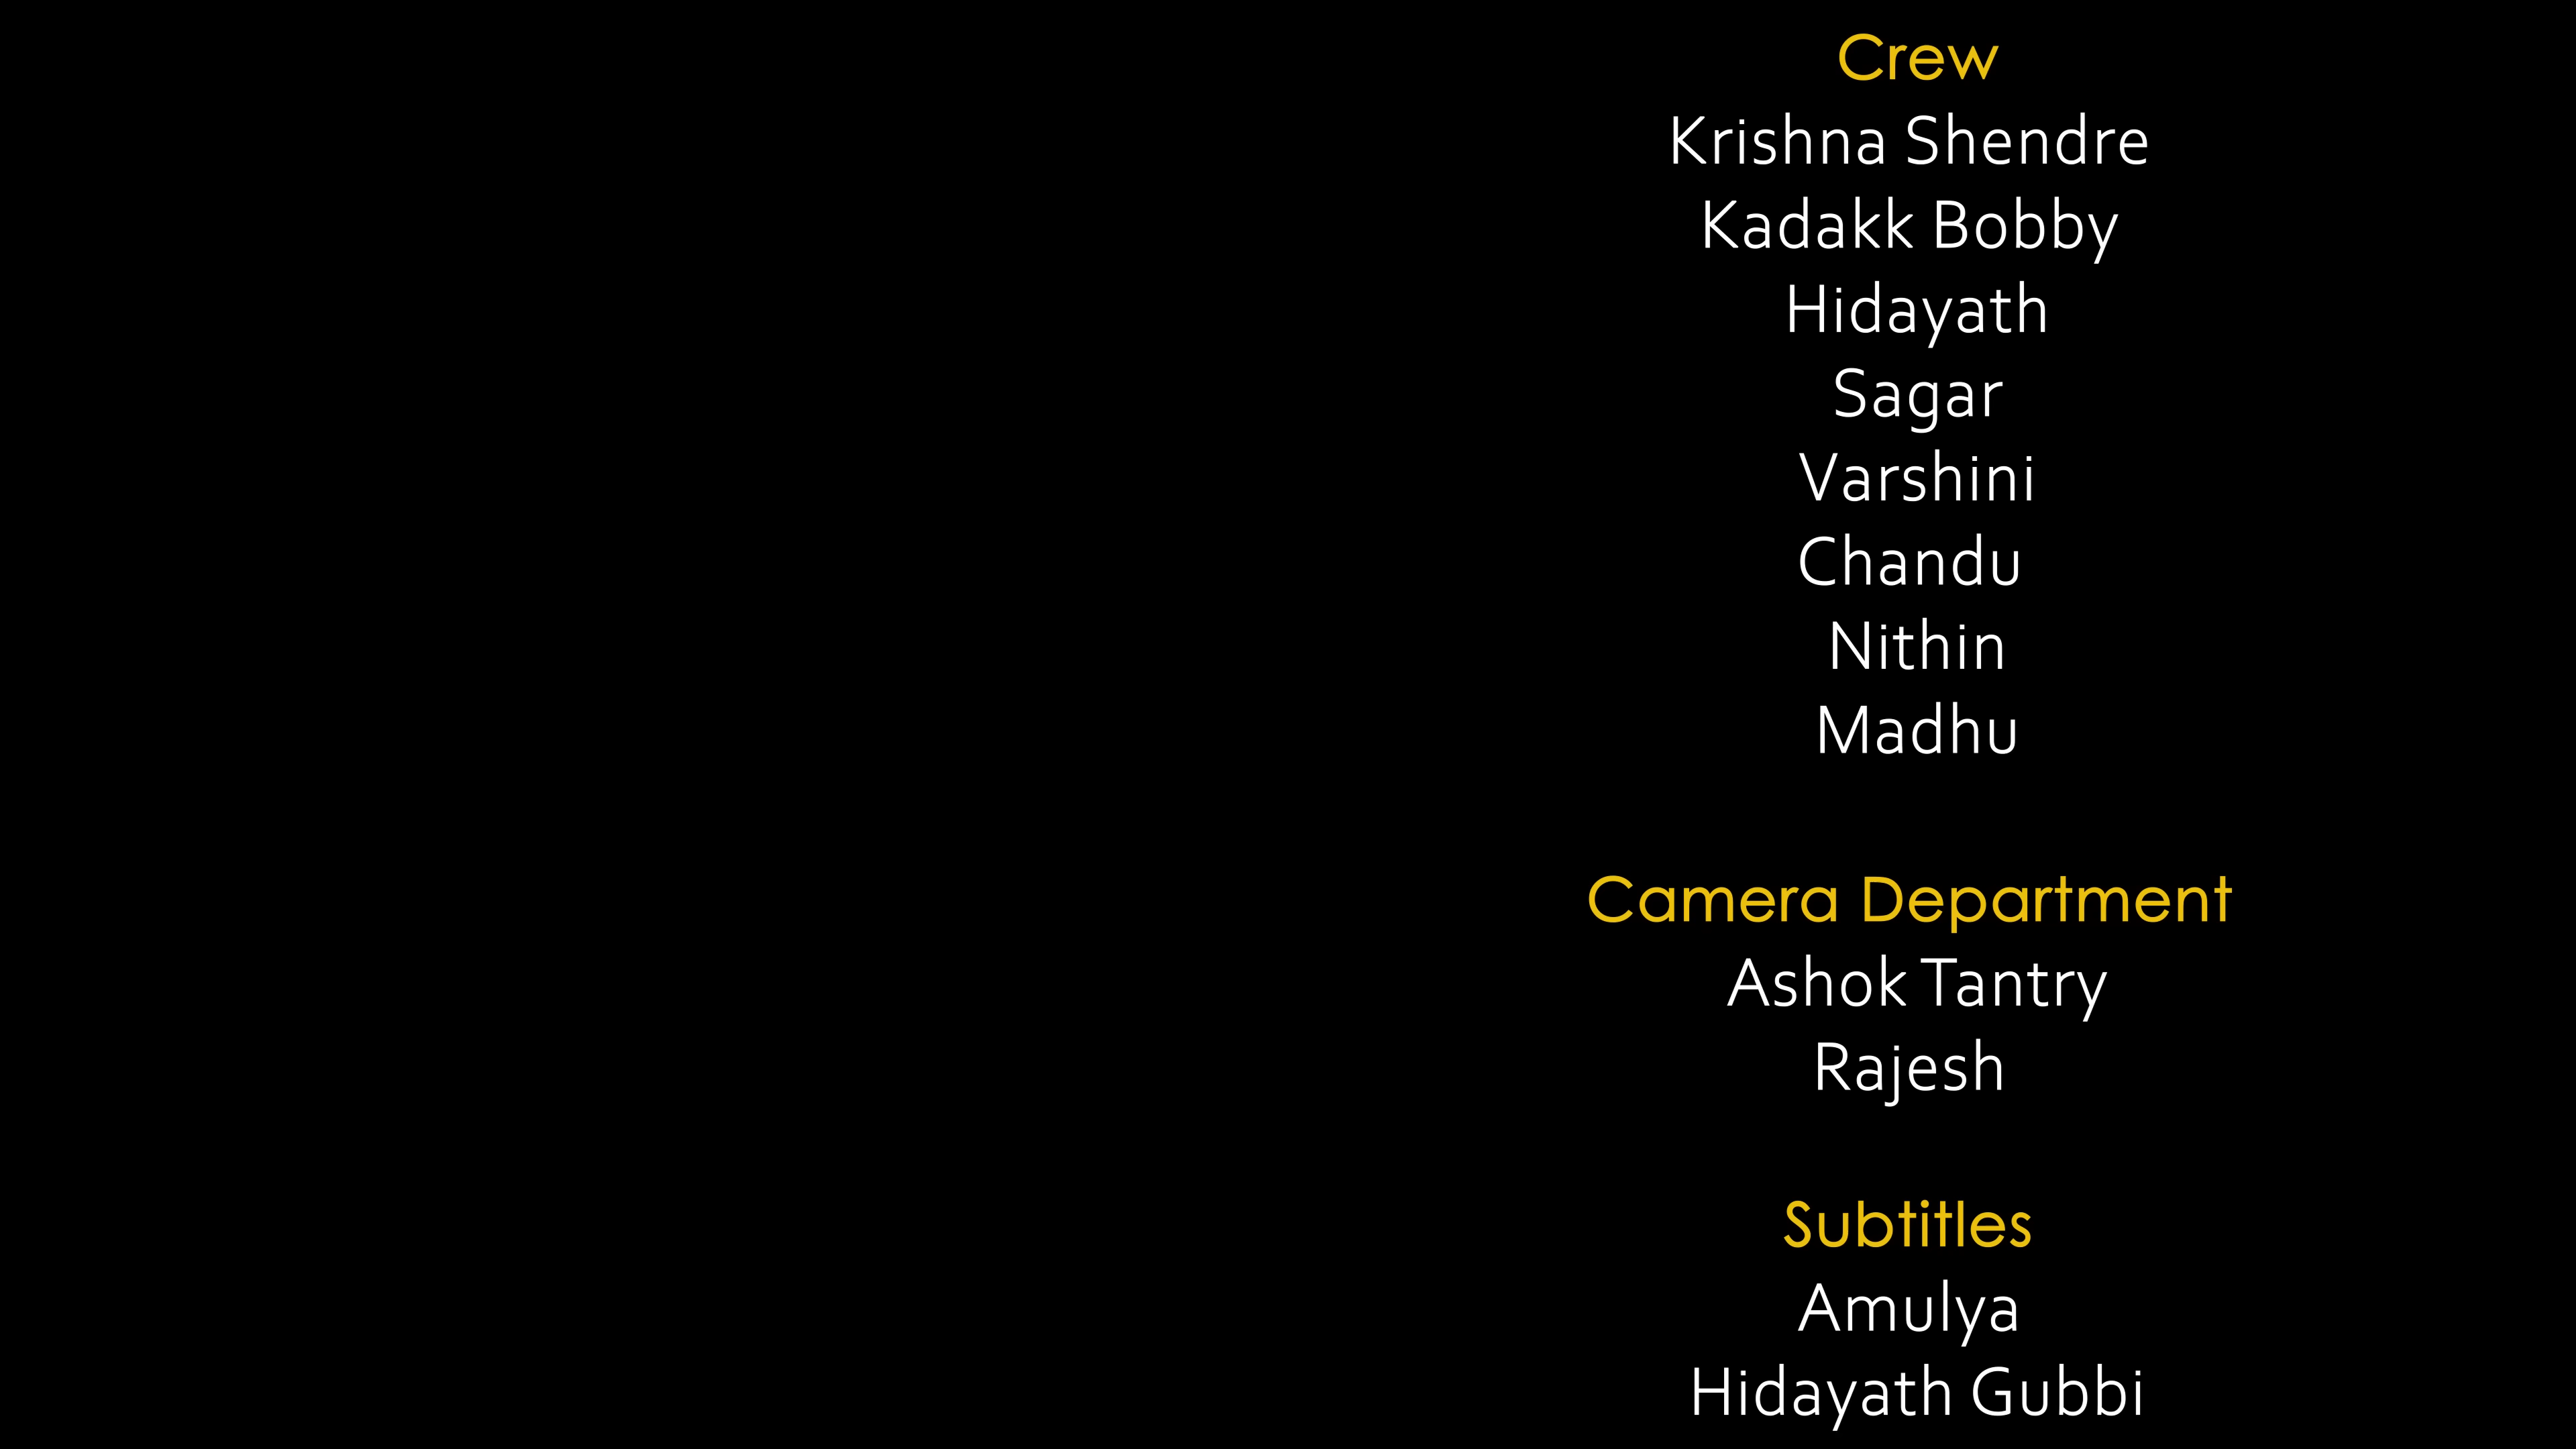 Crew
Krishna Shendre
Kadakk Bobby
Hidayath
Sagar
Varshini
Chandu
Nithin
Madhu
Camera Department
Ashok Tantry
Rajesh
Subtitles
Amulya
Hidayath Gubbi